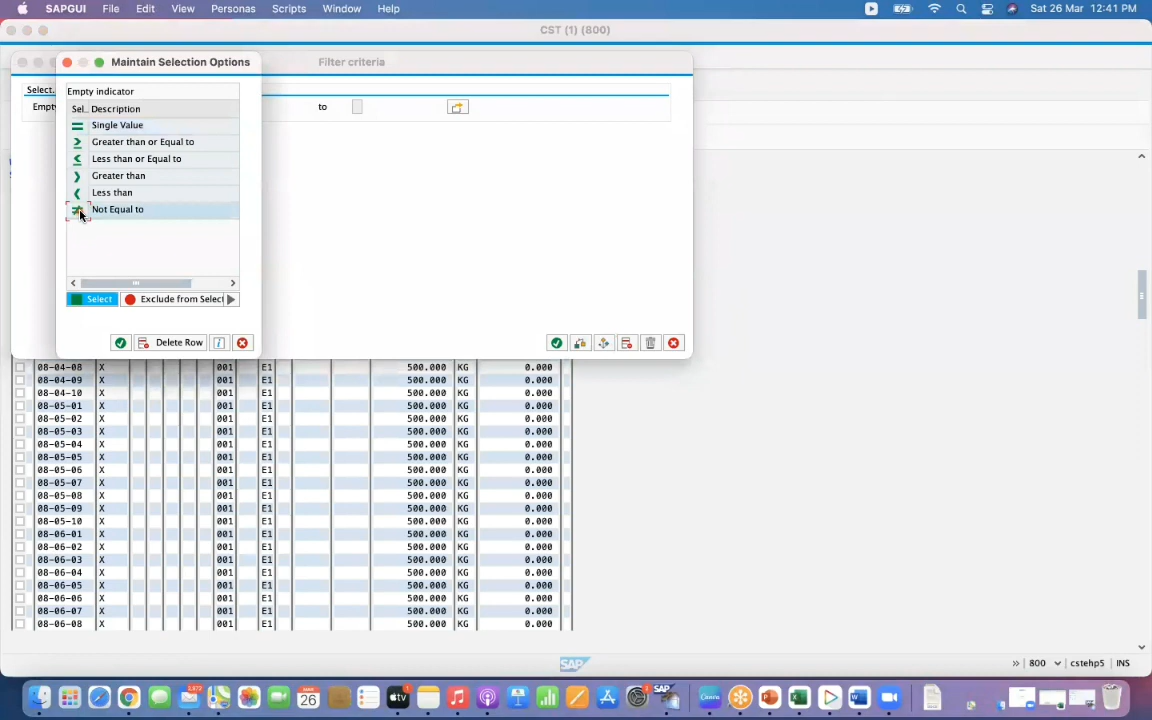 SAPGUI File Edit View Personas Scripts Window Help Sat 26 Mar 12:41 PM
CST (1) (800)
Maintain Selection Options Filter criteria
Select.
Empty indicator
Empty to
Sel.. Description
Single Value
Greater than or Equal to
Less than or Equal to
Greater than
Less than
Not Equal to
Select Exclude from Select
Delete Row
08-04-08 X 001 E1 500.000 KG 0.000
08-04-09 X 001 E1 500.000 KG 0.000
08-04-10 X 001 E1 500.000 KG 0.000
08-05-01 X 001 E1 500.000 KG 0.000
08-05-02 X 001 E1 500.000 KG 0.000
08-05-03 X 001 E1 500.000 KG 0.000
08-05-04 X 001 E1 500.000 KG 0.000
08-05-05 X 001 E1 500.000 KG 0.000
08-05-06 X 001 E1 500.000 KG 0.000
08-05-07 X 001 E1 500.000 KG 0.000
08-05-08 X 001 E1 500.000 KG 0.000
08-05-09 X 001 E1 500.000 KG 0.000
08-05-10 X 001 E1 500.000 KG 0.000
08-06-01 X 001 E1 500.000 KG 0.000
08-06-02 X 001 E1 500.000 KG 0.000
08-06-03 X 001 E1 500.000 KG 0.000
08-06-04 X 001 E1 500.000 KG 0.000
08-06-05 X 001 E1 500.000 KG 0.000
08-06-06 X 001 E1 500.000 KG 0.000
08-06-07 X 001 E1 500.000 KG 0.000
08-06-08 X 001 E1 500.000 KG 0.000
SAP » 800 cstehp5 INS
MAR
26
SAP
tv